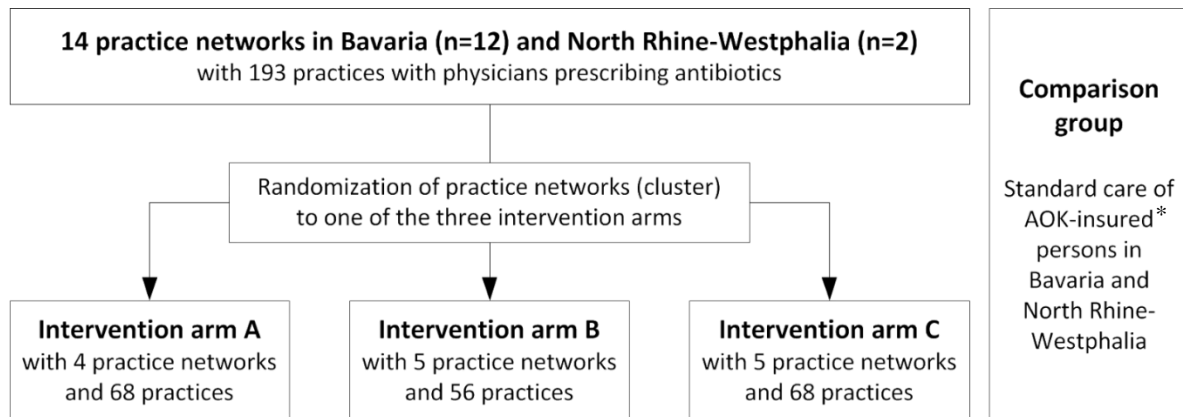 14 practice networks in Bavaria (n=12) and North Rhine-Westphalia (n=2)
with 193 practices with physicians prescribing antibiotics
Randomization of practice networks (cluster)
to one of the three intervention arms
Intervention arm A
with 4 practice networks
and 68 practices
Intervention arm B
with 5 practice networks
and 56 practices
Intervention arm C
with 5 practice networks
and 68 practices
Comparison
group
Standard care of
AOK-insured*
persons in
Bavaria and
North Rhine-
Westphalia